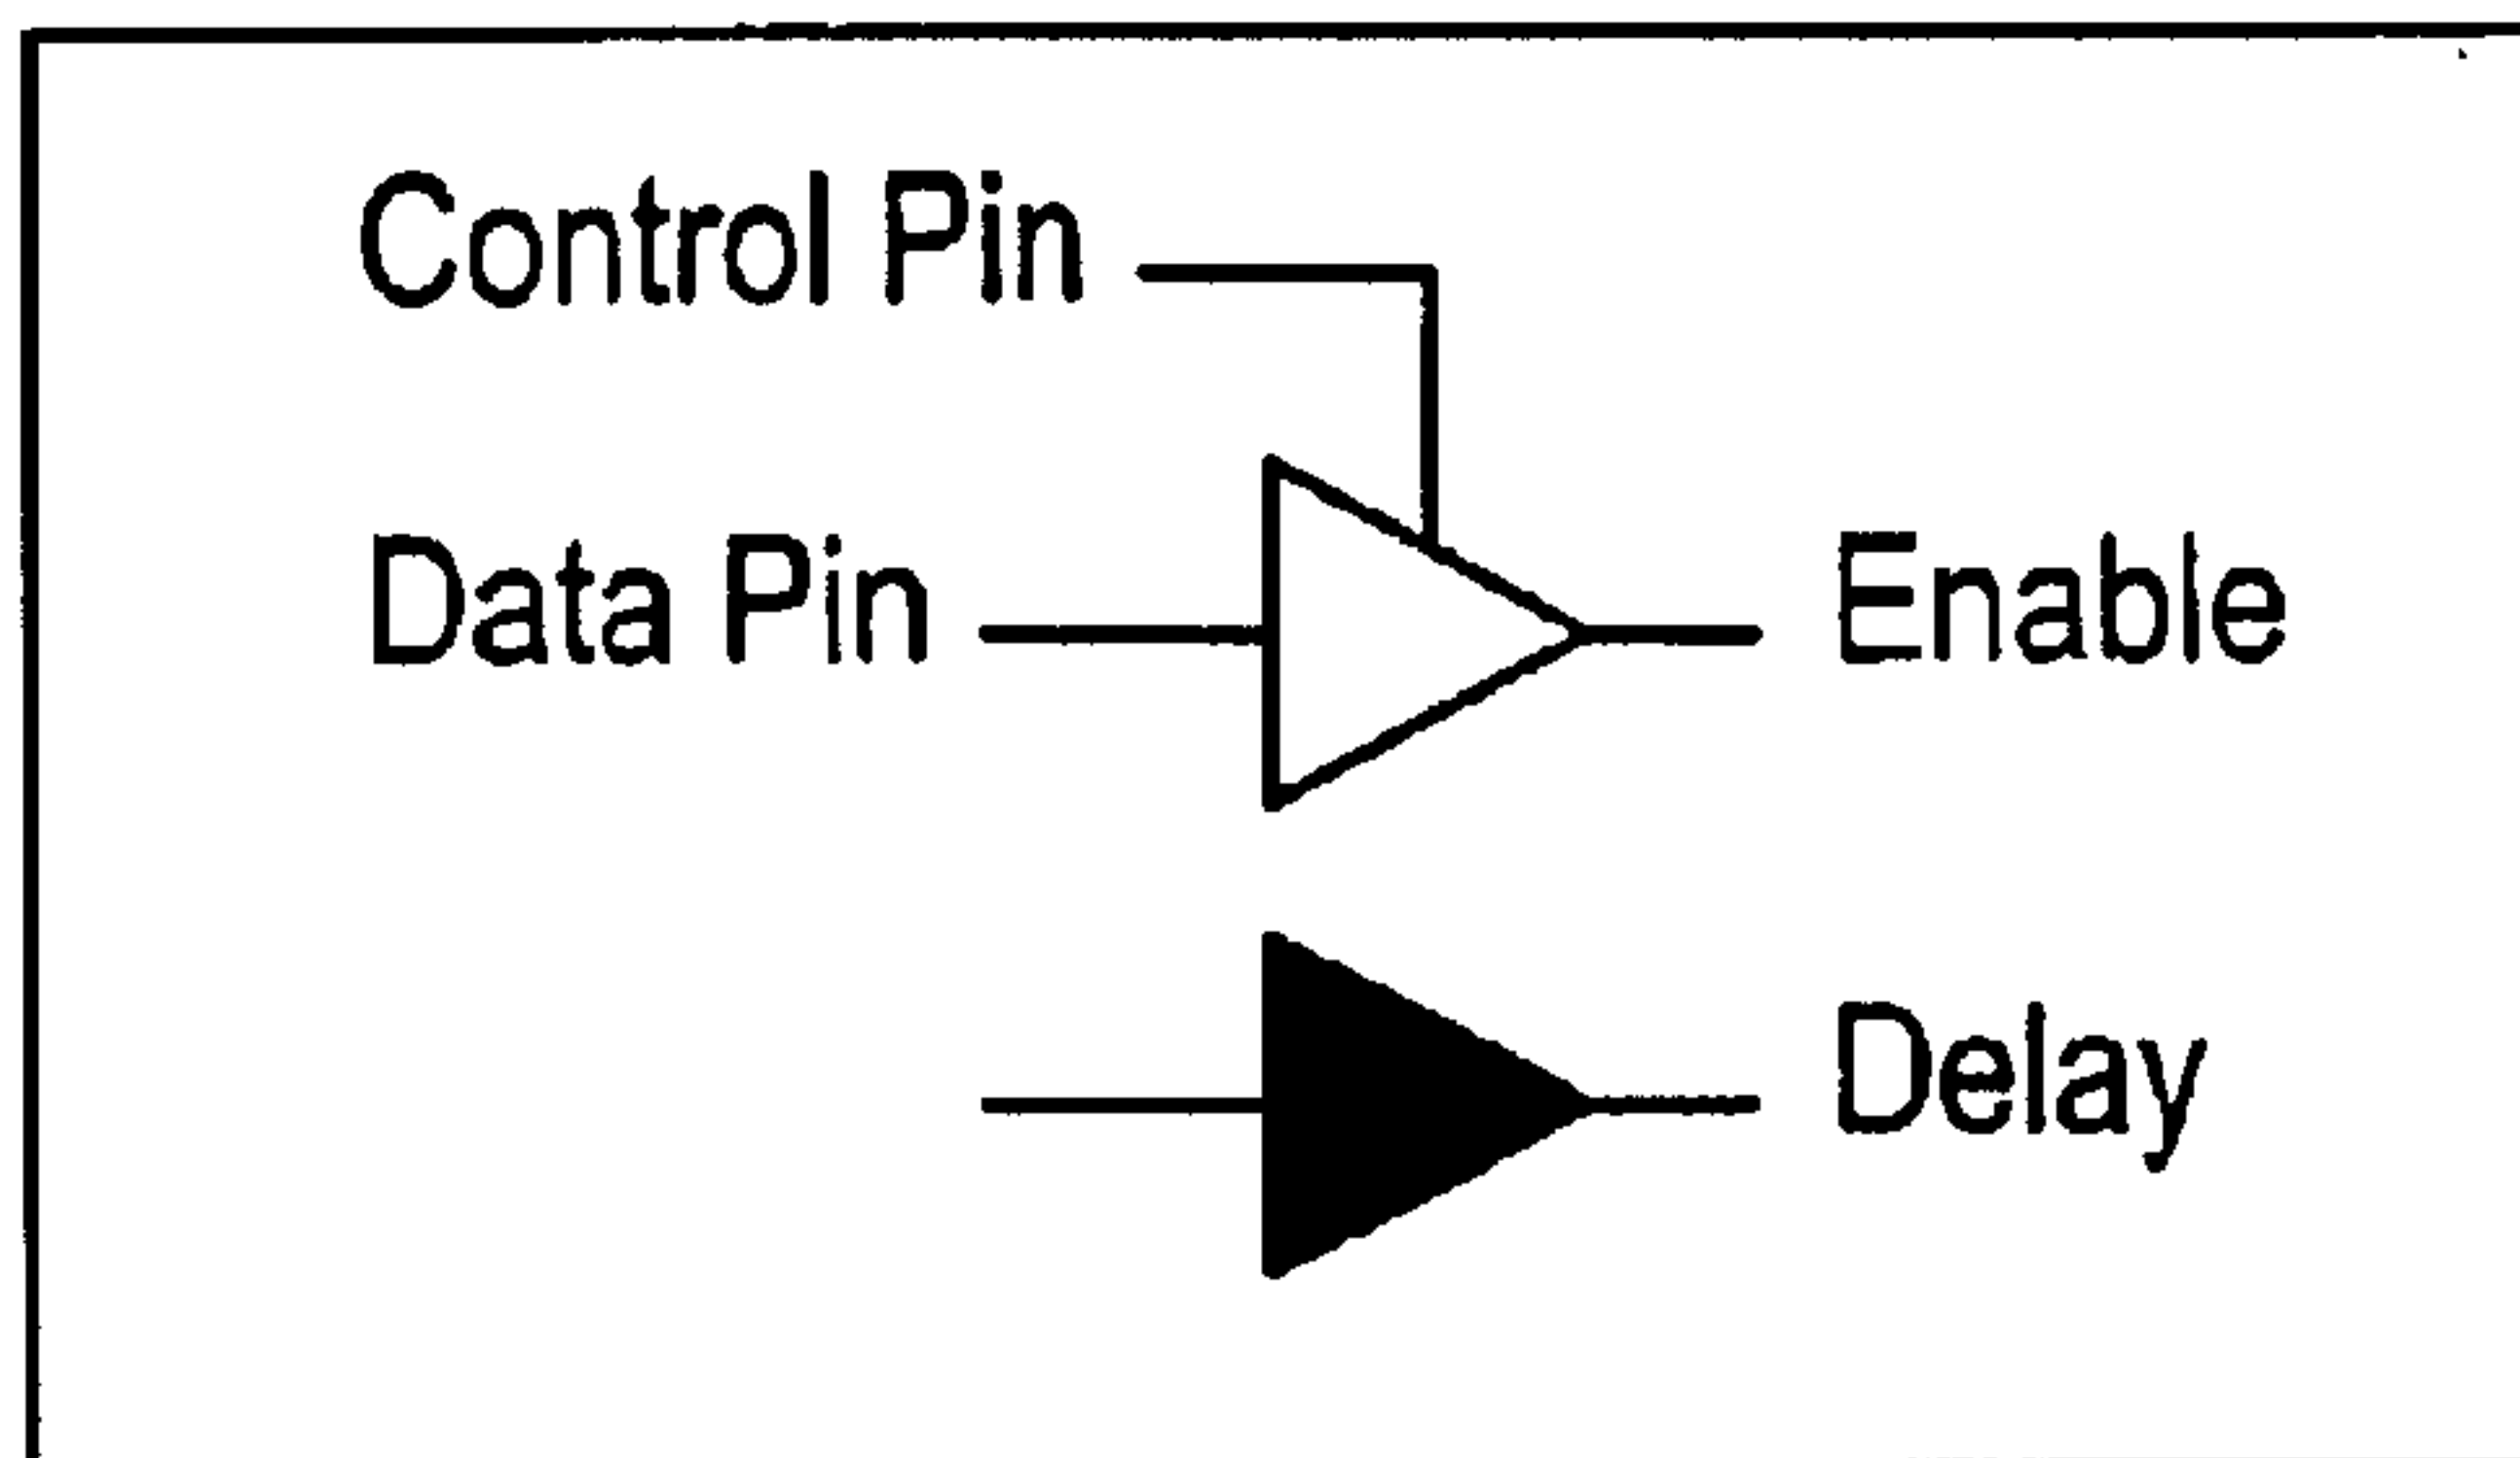 Control Pin
Data Pin
Enable
Delay